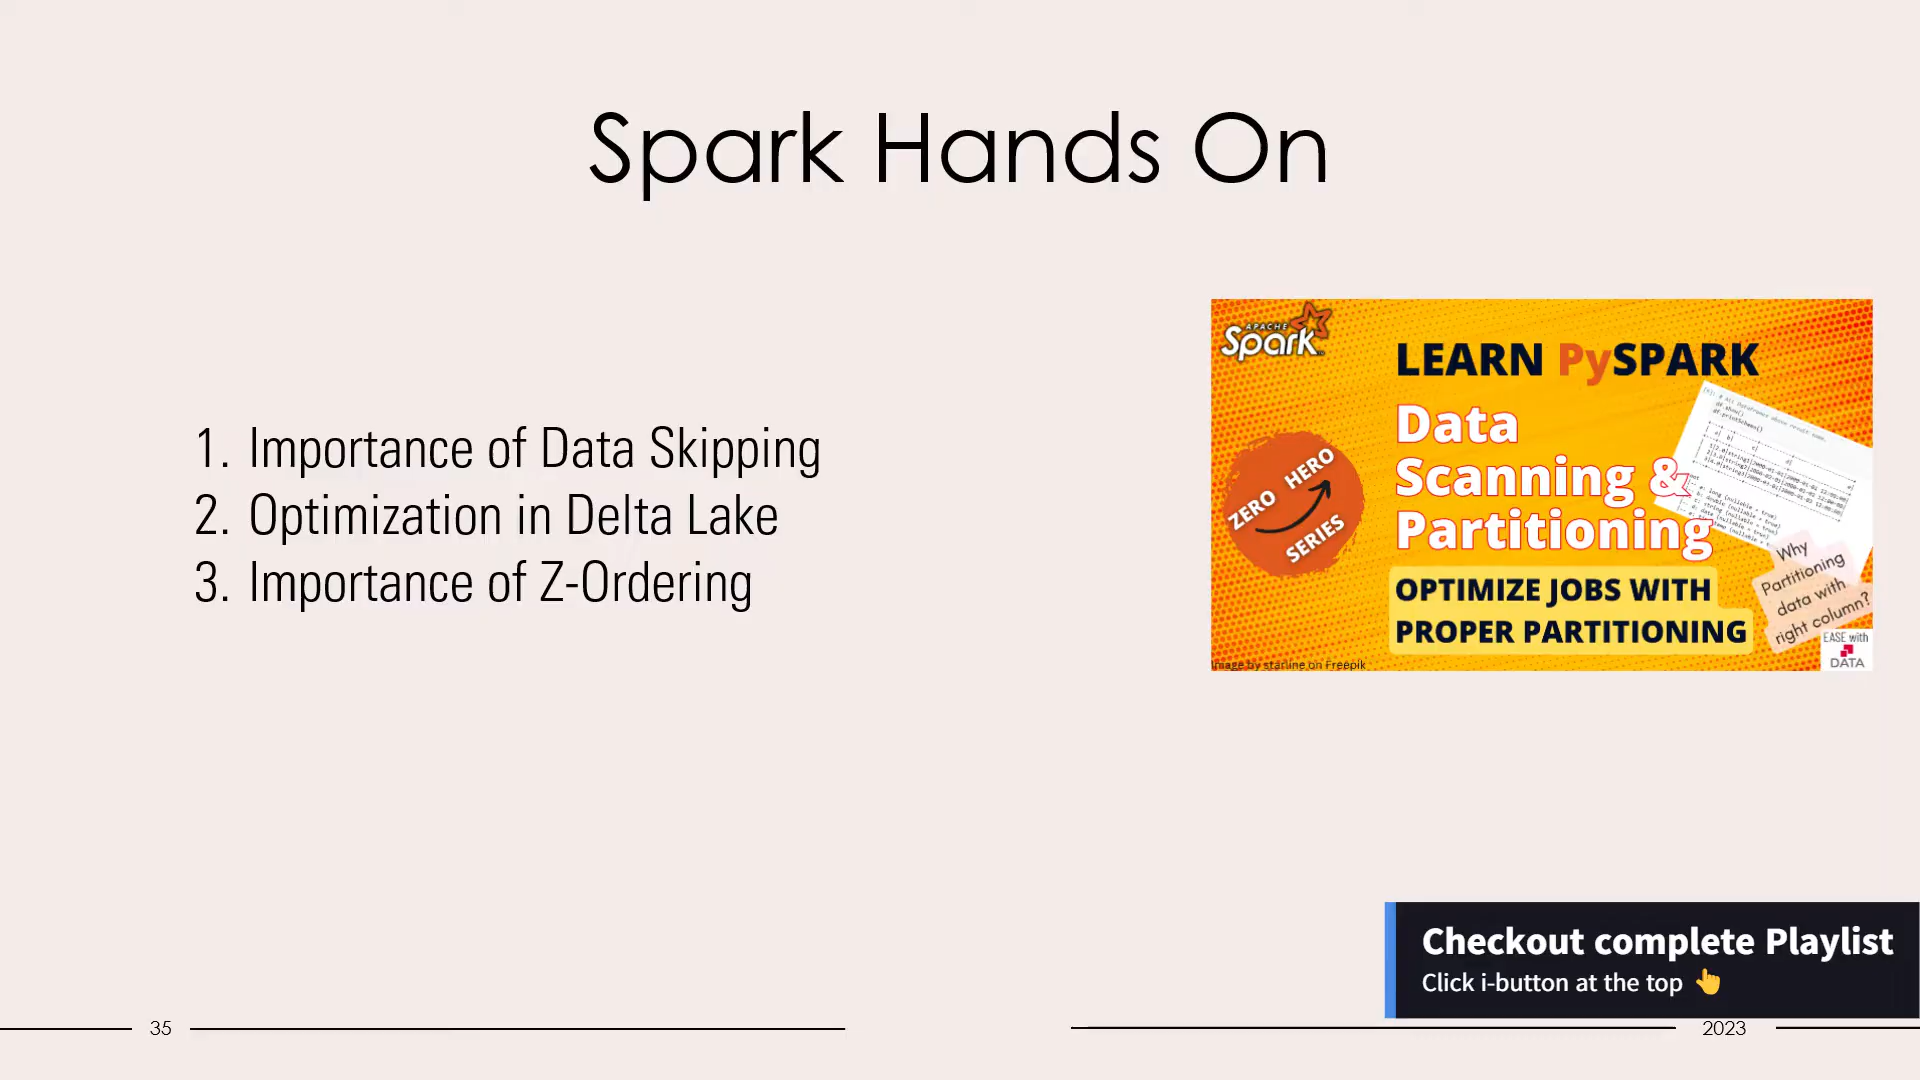 Spark Hands On
1. Importance of Data Skipping
2. Optimization in Delta Lake
3. Importance of Z-Ordering
APACHE
Spark
LEARN PySPARK
Data
Scanning &
Partitioning
OPTIMIZE JOBS WITH
PROPER PARTITIONING
ZERO HERO
SERIES
Why
Partitioning
data with
right column?
EASE with
DATA
Image by starline on Freepik
Checkout complete Playlist
Click i-button at the top 👆
35
2023